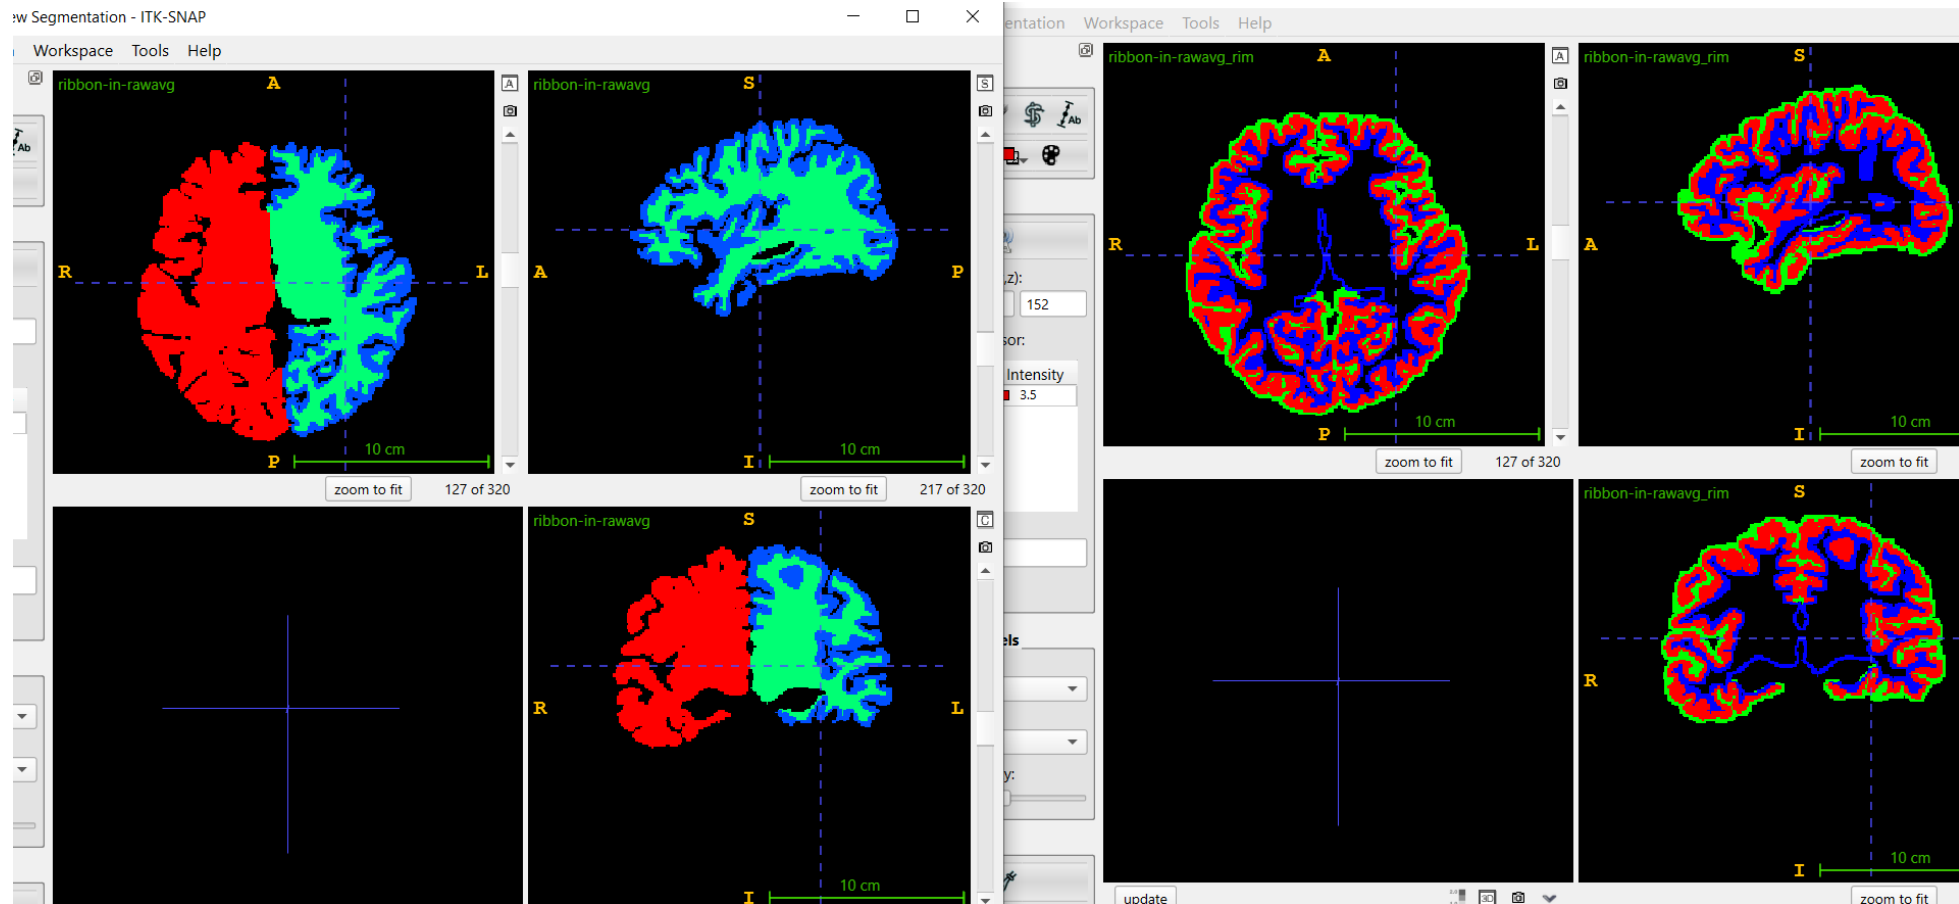 ew Segmentation - ITK-SNAP
Workspace Tools Help
entation Workspace Tools Help
ribbon-in-rawavg
A
R
L
P
10 cm
zoom to fit
127 of 320
ribbon-in-rawavg
S
A
P
I
10 cm
zoom to fit
217 of 320
ribbon-in-rawavg
S
R
L
I
10 cm
Ab
A
S
C
Ab
,z):
152
sor:
Intensity
3.5
els
y:
ribbon-in-rawavg_rim
A
R
L
P
10 cm
zoom to fit
127 of 320
A
ribbon-in-rawavg_rim
S
A
I
10 cm
zoom to fit
ribbon-in-rawavg_rim
S
R
I
10 cm
zoom to fit
update
3D